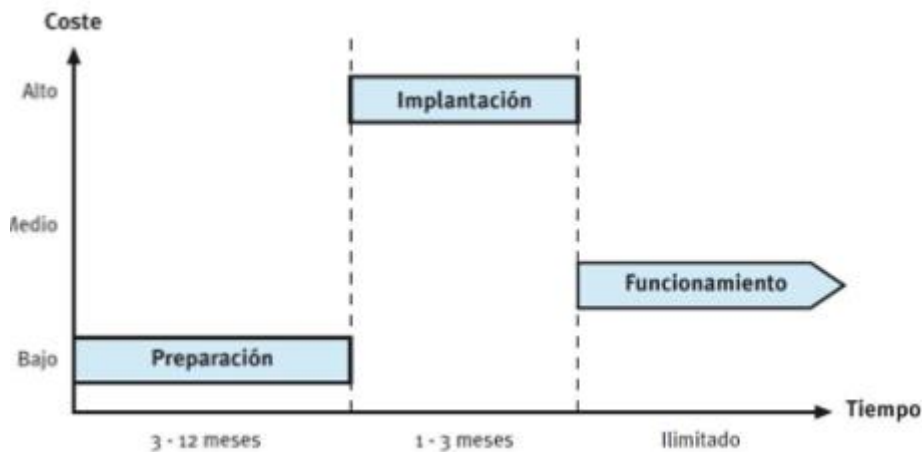 Coste
Alto
Implantación
Medio
Funcionamiento
Bajo
Preparación
Tiempo
3 - 12 meses
1 - 3 meses
Ilimitado